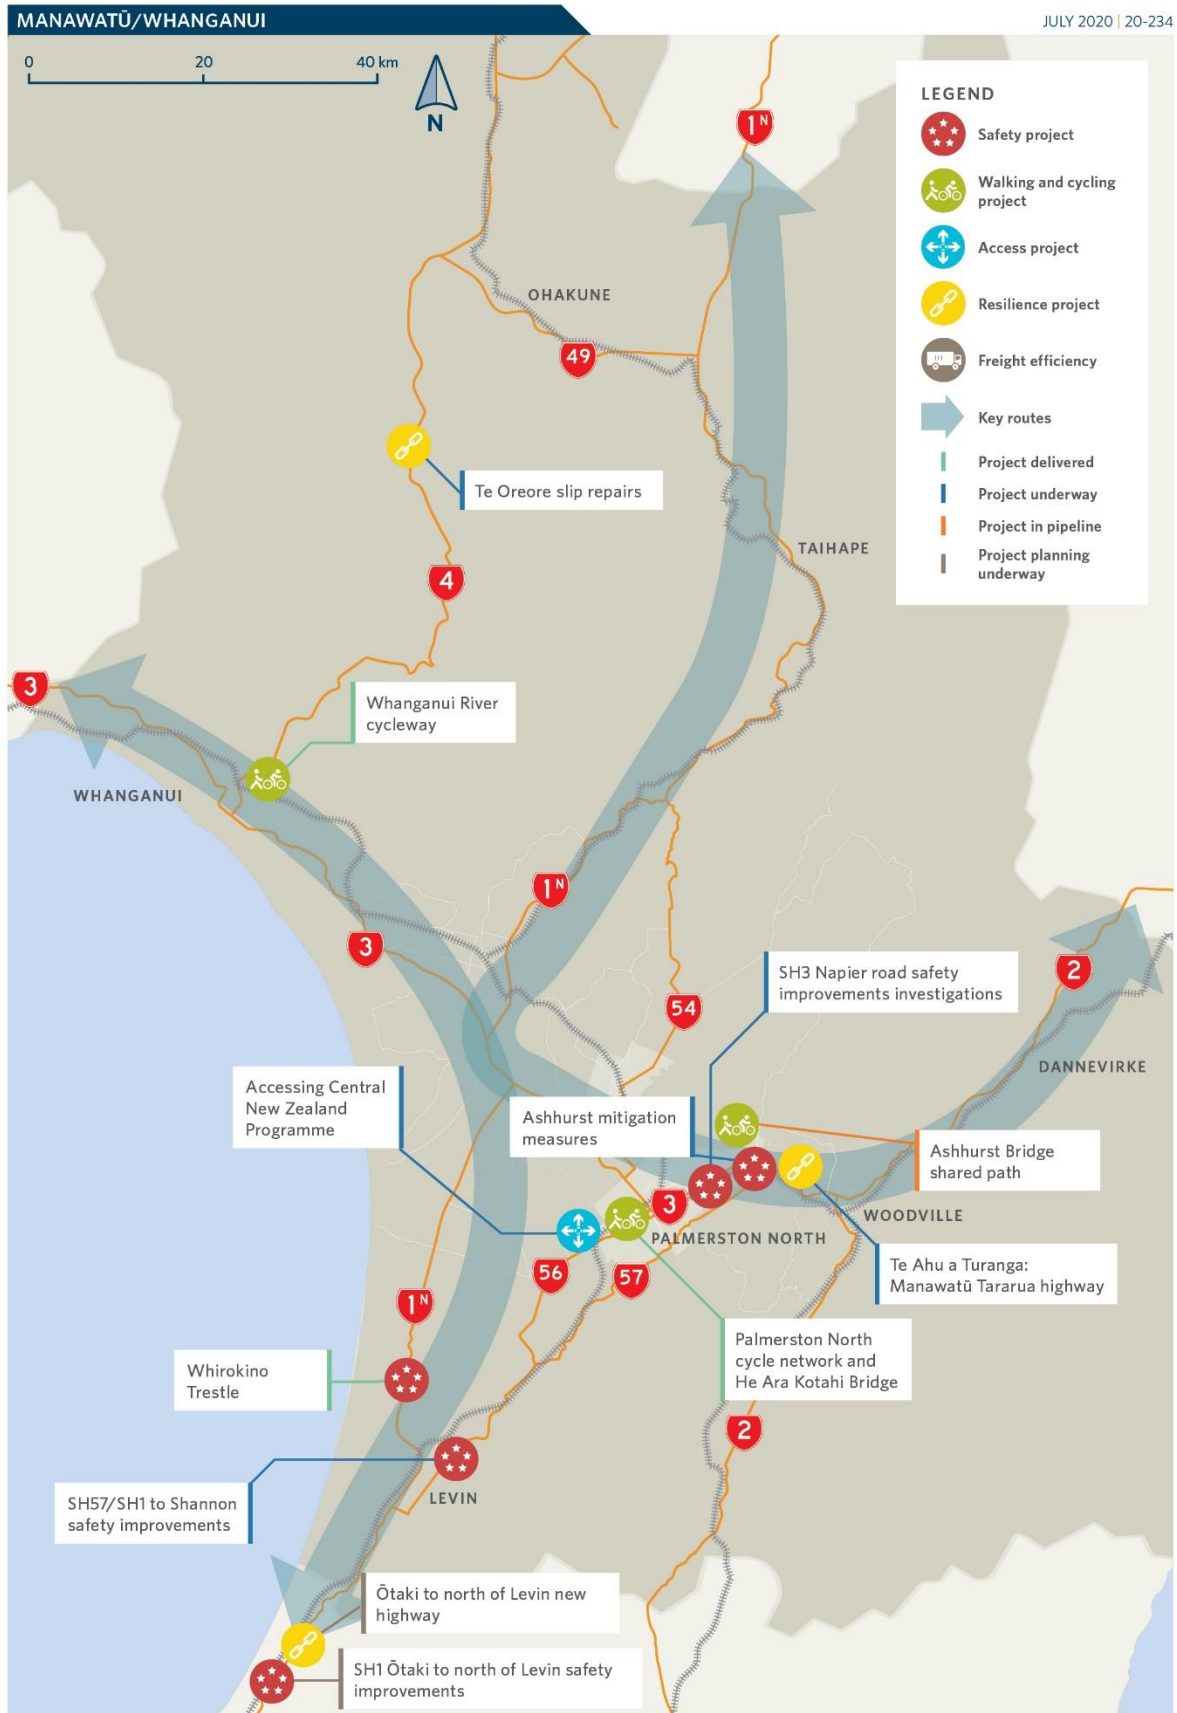 MANAWATŪ/WHANGANUI
JULY 2020 | 20-234
0 20 40 km
N
LEGEND
Safety project
Walking and cycling
project
Access project
Resilience project
Freight efficiency
Key routes
Project delivered
Project underway
Project in pipeline
Project planning
underway
1N
OHAKUNE
49
Te Oreore slip repairs
TAIHAPE
4
3
Whanganui River
cycleway
WHANGANUI
1N
3
2
SH3 Napier road safety
improvements investigations
54
DANNEVIRKE
Accessing Central
New Zealand
Programme
Ashhurst mitigation
measures
Ashhurst Bridge
shared path
3
WOODVILLE
PALMERSTON NORTH
56
57
Te Ahu a Turanga:
Manawatū Tararua highway
1N
Palmerston North
cycle network and
He Ara Kotahi Bridge
Whirokino
Trestle
2
LEVIN
SH57/SH1 to Shannon
safety improvements
Ōtaki to north of Levin new
highway
SH1 Ōtaki to north of Levin safety
improvements